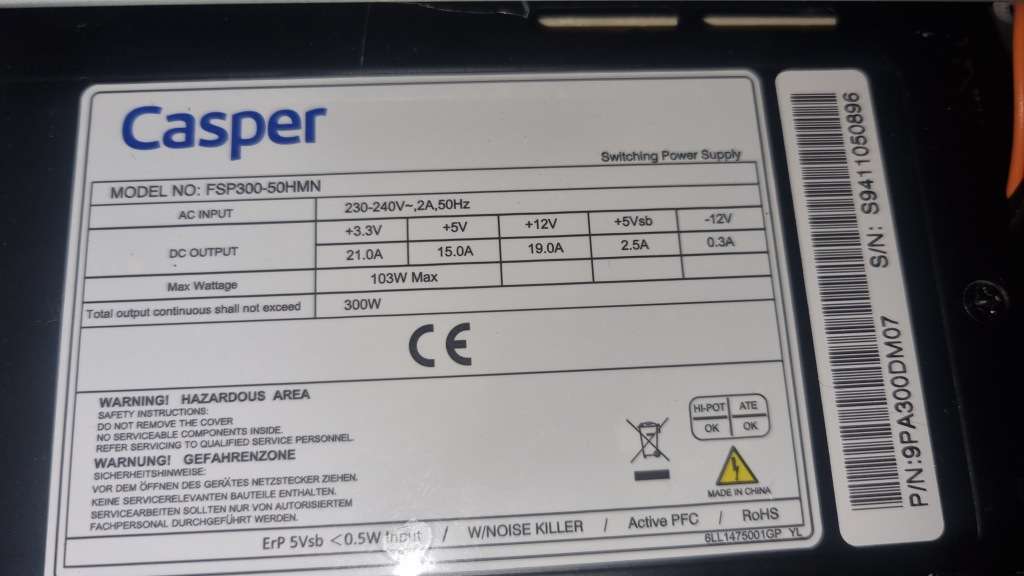 Casper
Switching Power Supply
MODEL NO: FSP300-50HMN
AC INPUT 230-240V~,2A,50Hz
DC OUTPUT +3.3V +5V +12V +5Vsb -12V
21.0A 15.0A 19.0A 2.5A 0.3A
Max Wattage 103W Max
Total output continuous shall not exceed 300W
CE
WARNING! HAZARDOUS AREA
SAFETY INSTRUCTIONS:
DO NOT REMOVE THE COVER
NO SERVICEABLE COMPONENTS INSIDE.
REFER SERVICING TO QUALIFIED SERVICE PERSONNEL.
WARNUNG! GEFAHRENZONE
SICHERHEITSHINWEISE:
VOR DEM ÖFFNEN DES GERÄTES NETZSTECKER ZIEHEN.
KEINE SERVICERELEVANTEN BAUTEILE ENTHALTEN.
SERVICEARBEITEN SOLLTEN NUR VON AUTORISIERTEM
FACHPERSONAL DURCHGEFÜHRT WERDEN.
HI-POT ATE
OK OK
MADE IN CHINA
ErP 5Vsb <0.5W Input / W/NOISE KILLER / Active PFC / RoHS
6LL1475001GP YL
S/N: S9411050896
P/N:9PA300DM07